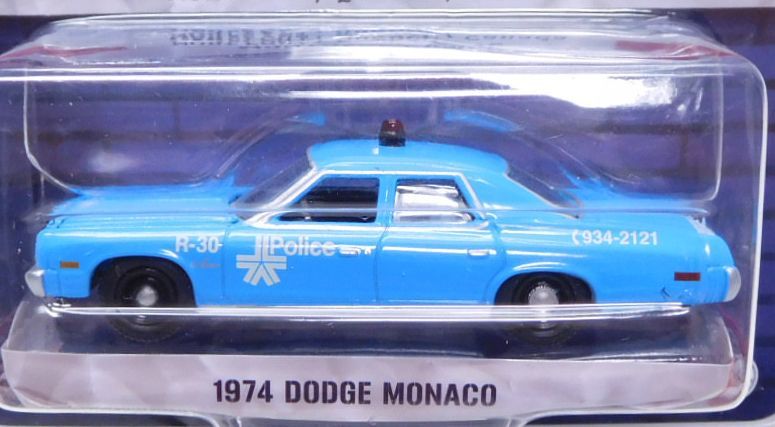 R-30
Police
934-2121
1974 DODGE MONACO